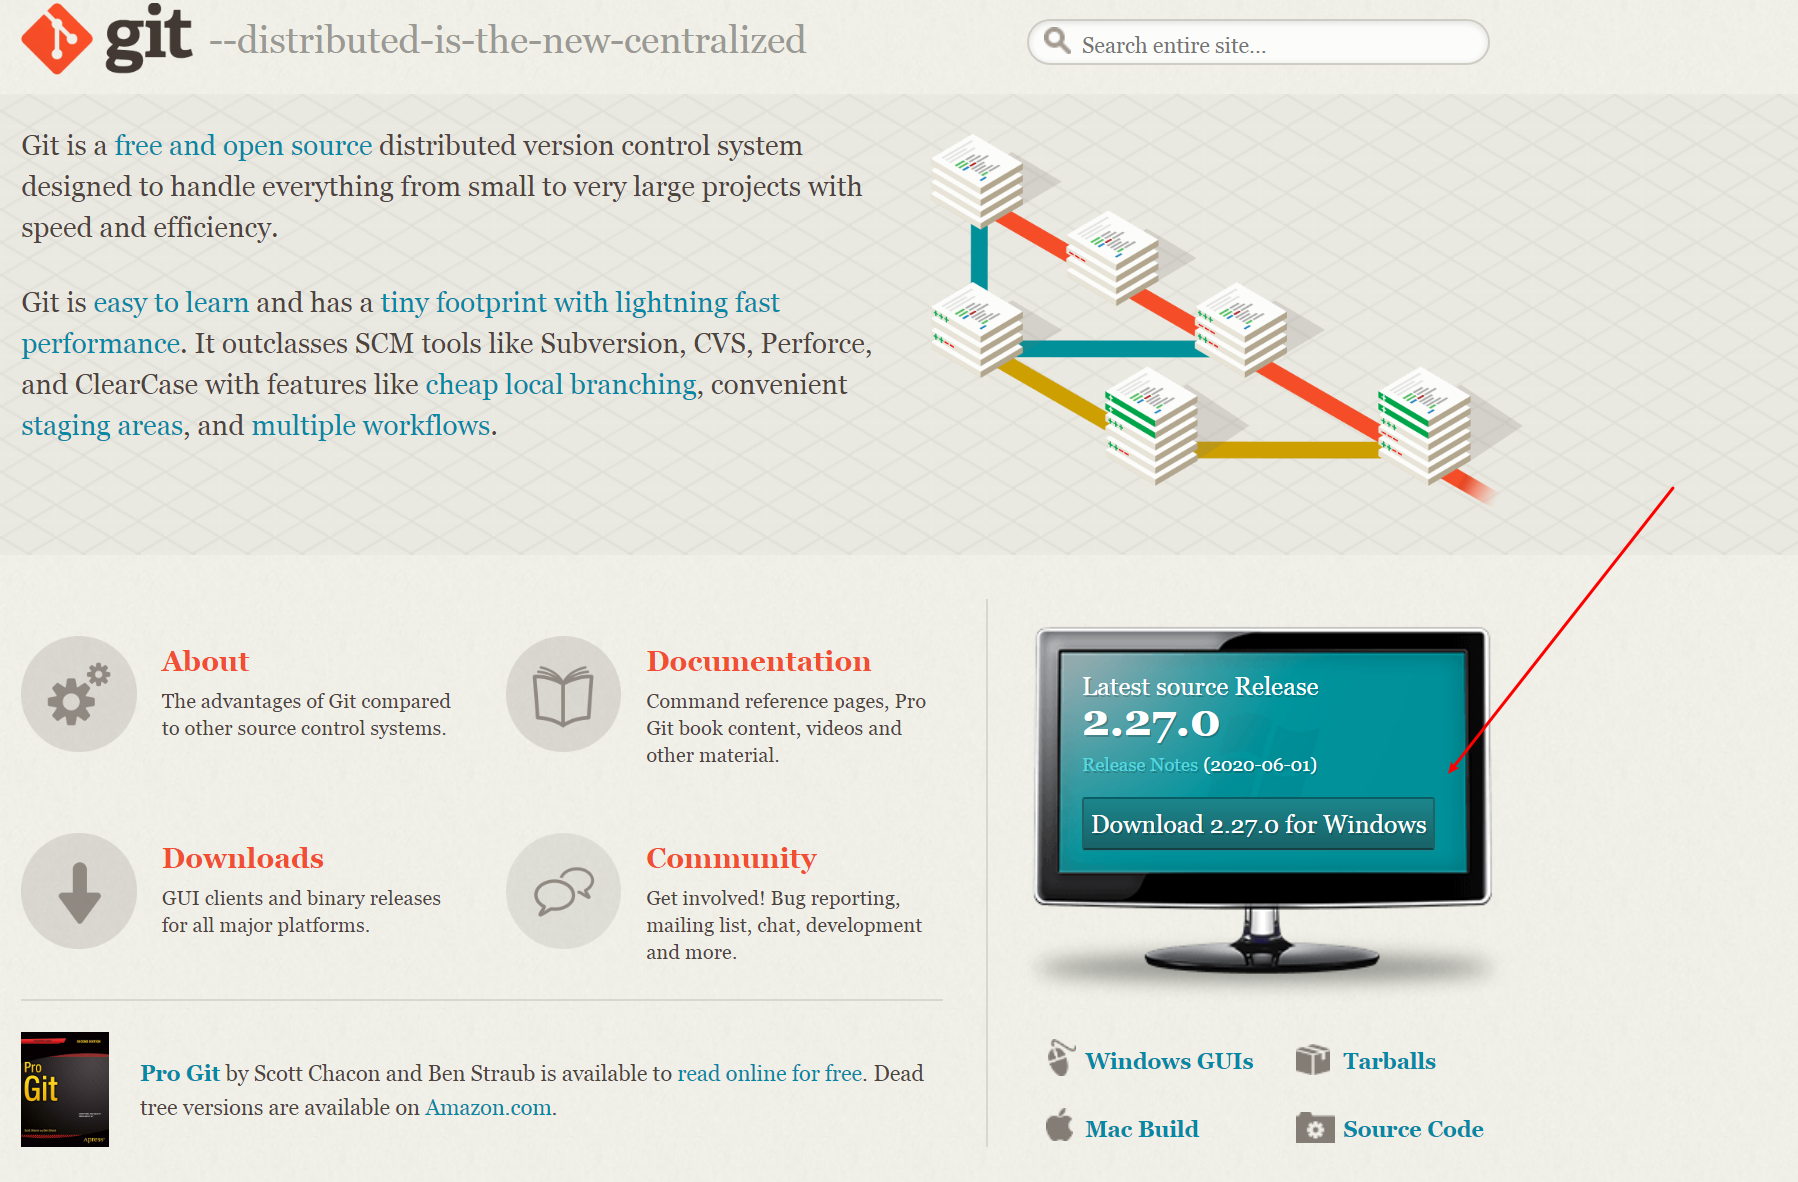 git --distributed-is-the-new-centralized
Search entire site...
Git is a free and open source distributed version control system
designed to handle everything from small to very large projects with
speed and efficiency.
Git is easy to learn and has a tiny footprint with lightning fast
performance. It outclasses SCM tools like Subversion, CVS, Perforce,
and ClearCase with features like cheap local branching, convenient
staging areas, and multiple workflows.
About
The advantages of Git compared
to other source control systems.
Documentation
Command reference pages, Pro
Git book content, videos and
other material.
Downloads
GUI clients and binary releases
for all major platforms.
Community
Get involved! Bug reporting,
mailing list, chat, development
and more.
Pro
Git
Apress
Pro Git by Scott Chacon and Ben Straub is available to read online for free. Dead
tree versions are available on Amazon.com.
Latest source Release
2.27.0
Release Notes (2020-06-01)
Download 2.27.0 for Windows
Windows GUIs
Tarballs
Mac Build
Source Code